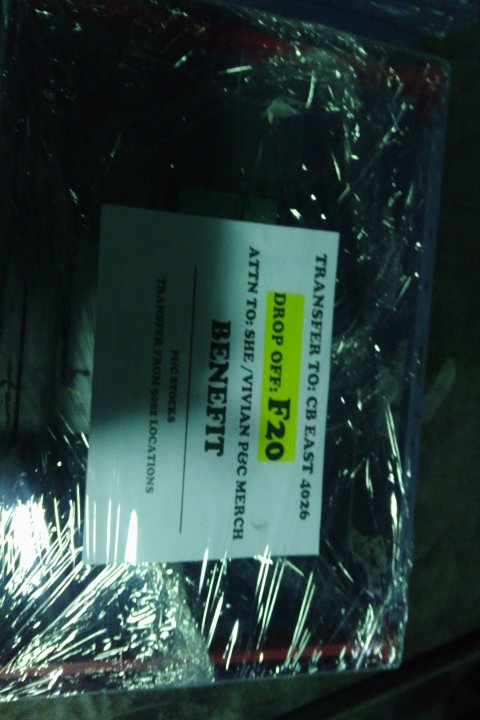 TRANSFER TO: CB EAST 4026
DROP OFF: F20
ATTN TO: SHE /VIVIAN P&C MERCH
BENEFIT
P&C STOCKS
TRANSFER FROM 5002 LOCATIONS